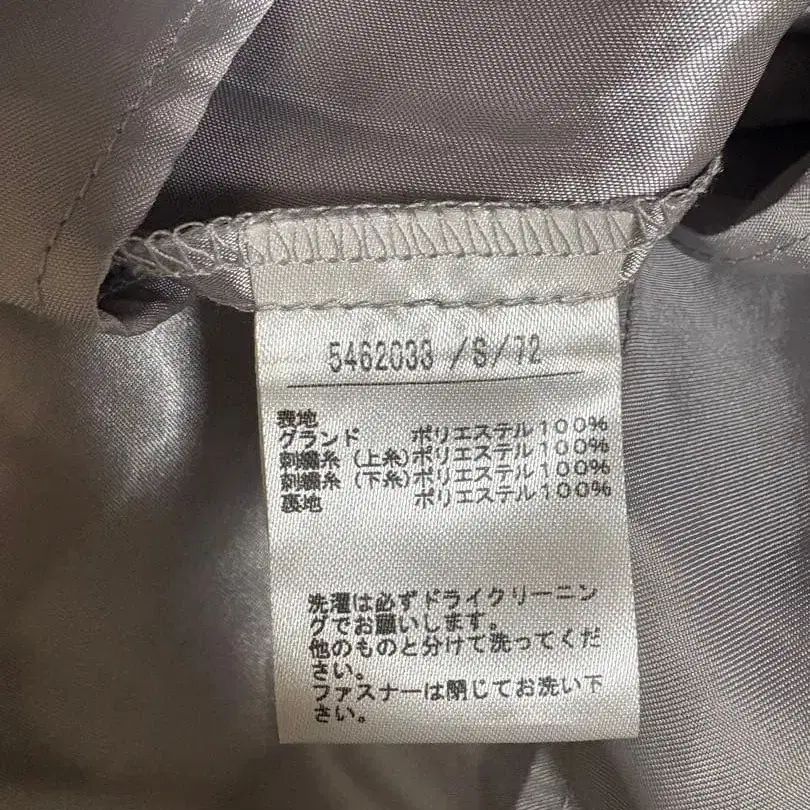 5462033 /S/72
表地
グランド ポリエステル100%
刺繍糸(上糸)ポリエステル100%
刺繍糸(下糸)ポリエステル100%
裏地 ポリエステル100%
洗濯は必ずドライクリーニン
グでお願いします。
他のものと分けて洗ってくだ
さい。
ファスナーは閉じてお洗い下
さい。